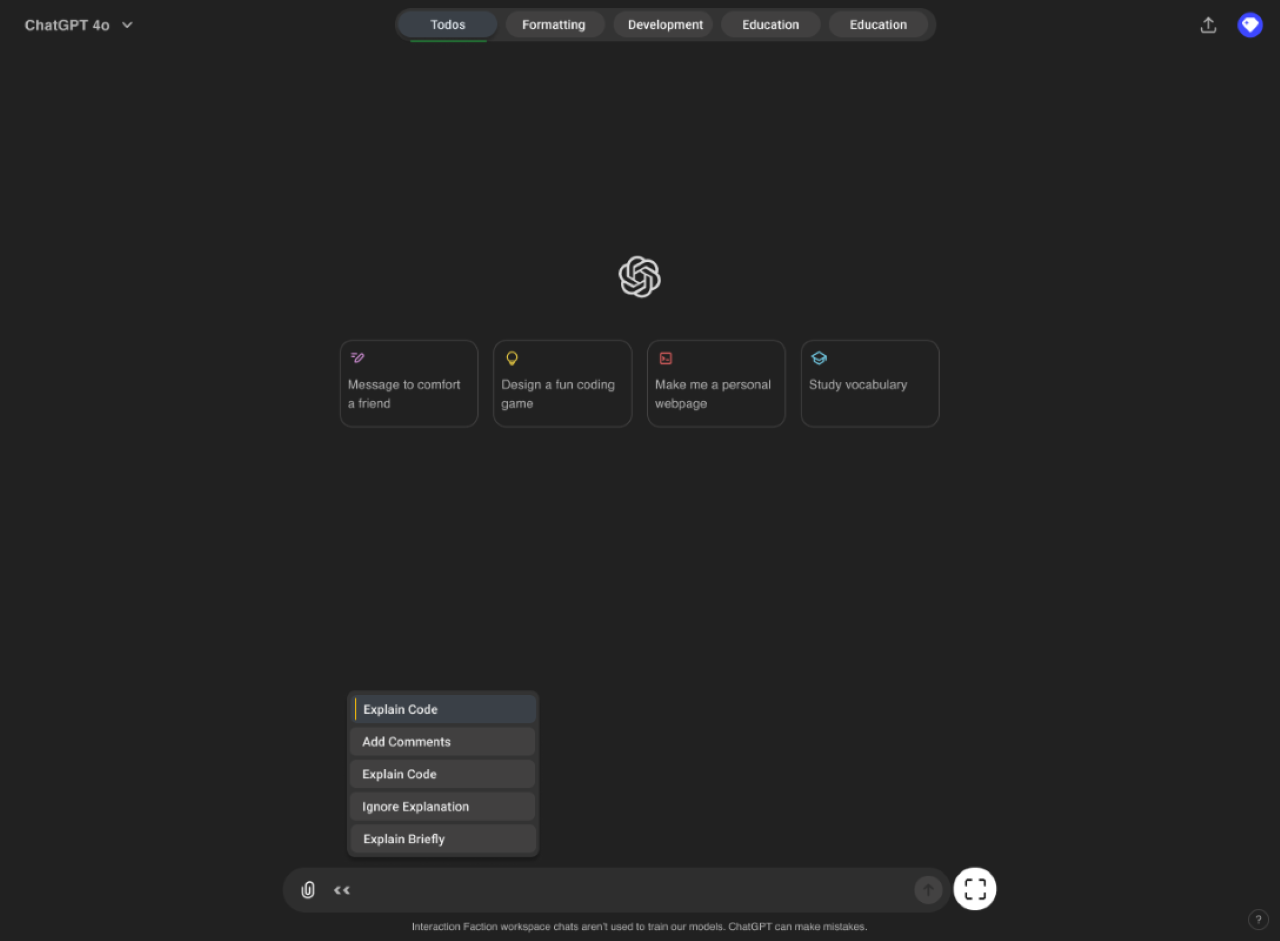 ChatGPT 4o
Todos
Formatting
Development
Education
Education
Message to comfort
a friend
Design a fun coding
game
Make me a personal
webpage
Study vocabulary
Explain Code
Add Comments
Explain Code
Ignore Explanation
Explain Briefly
<<
Interaction Faction workspace chats aren't used to train our models. ChatGPT can make mistakes.
?